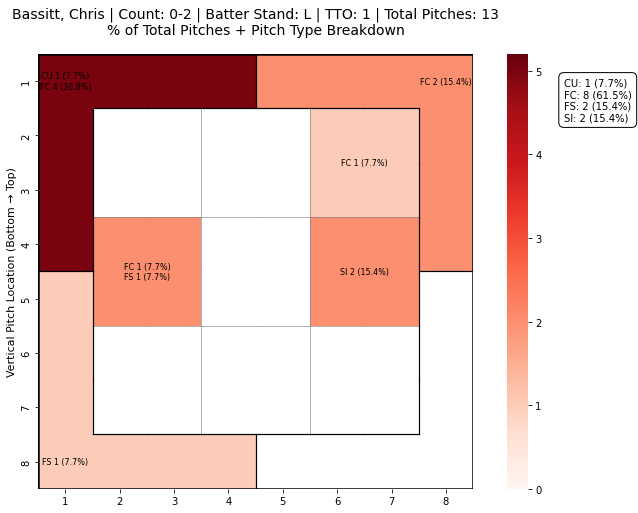 Bassitt, Chris | Count: 0-2 | Batter Stand: L | TTO: 1 | Total Pitches: 13
% of Total Pitches + Pitch Type Breakdown
CU 1 (7.7%)
FC 4 (30.8%)
FC 2 (15.4%)
FC 1 (7.7%)
FC 1 (7.7%)
FS 1 (7.7%)
SI 2 (15.4%)
FS 1 (7.7%)
Vertical Pitch Location (Bottom → Top)
1
2
3
4
5
6
7
8
1 2 3 4 5 6 7 8
5
4
3
2
1
0
CU: 1 (7.7%)
FC: 8 (61.5%)
FS: 2 (15.4%)
SI: 2 (15.4%)